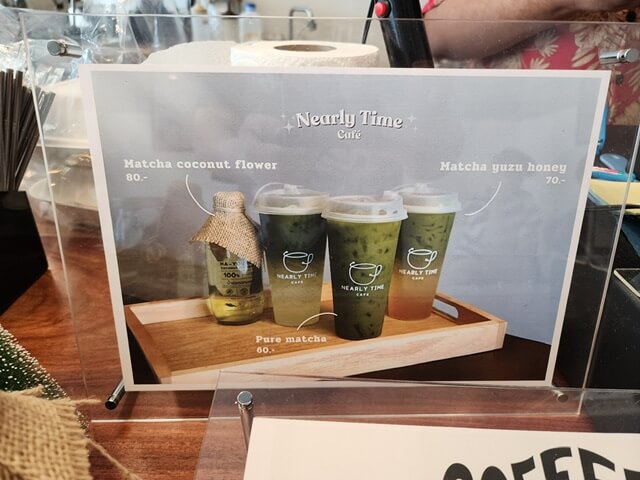 Nearly Time
Café
Matcha coconut flower
80.-
Matcha yuzu honey
70.-
100%
NEARLY TIME
CAFE
NEARLY TIME
CAFE
NEARLY TIME
CAFE
Pure matcha
60.-
COFFEE